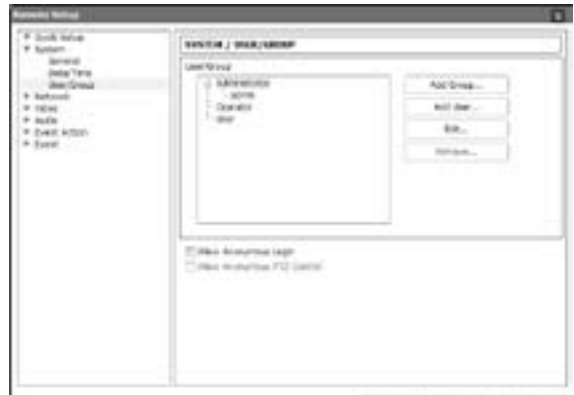 Remote Setup
Quick Setup
System
General
Date/Time
User/Group
Network
Video
Audio
Event Action
Event
SYSTEM / USER/GROUP
User/Group
Administrator
admin
Operator
User
Add Group...
Add User...
Edit...
Remove...
Allow Anonymous Login
Allow Anonymous PTZ Control